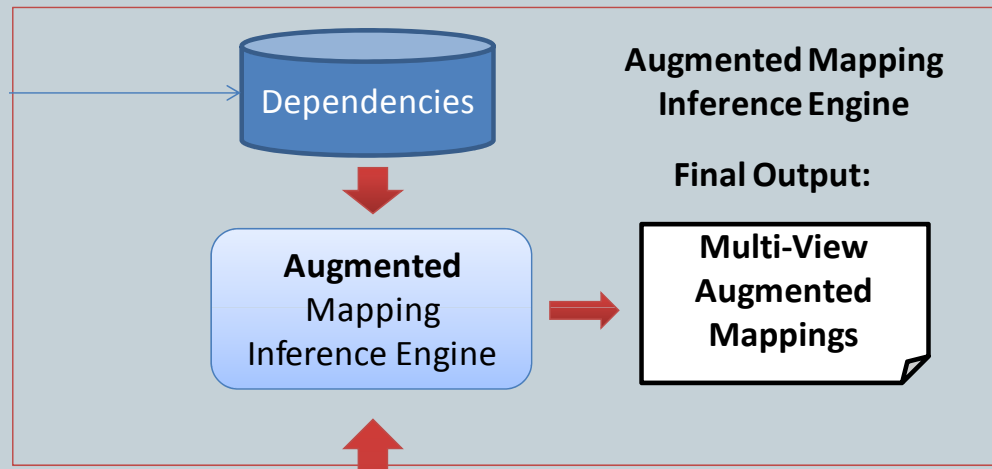 Dependencies
Augmented Mapping
Inference Engine
Final Output:
Augmented
Mapping
Inference Engine
Multi-View
Augmented
Mappings